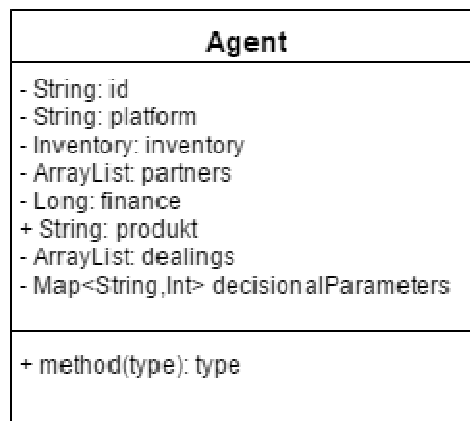 Agent
- String: id
- String: platform
- Inventory: inventory
- ArrayList: partners
- Long: finance
+ String: produkt
- ArrayList: dealings
- Map<String,Int> decisionalParameters
+ method(type): type